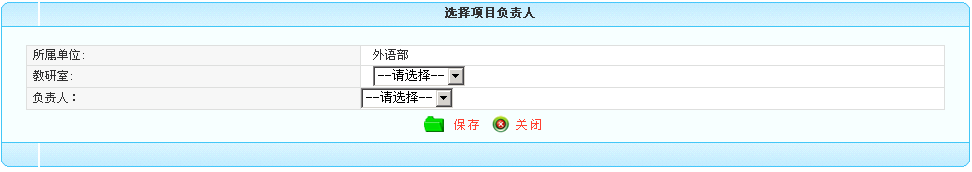 选择项目负责人
所属单位: 外语部
教研室: --请选择--
负责人： --请选择--
保存 关闭